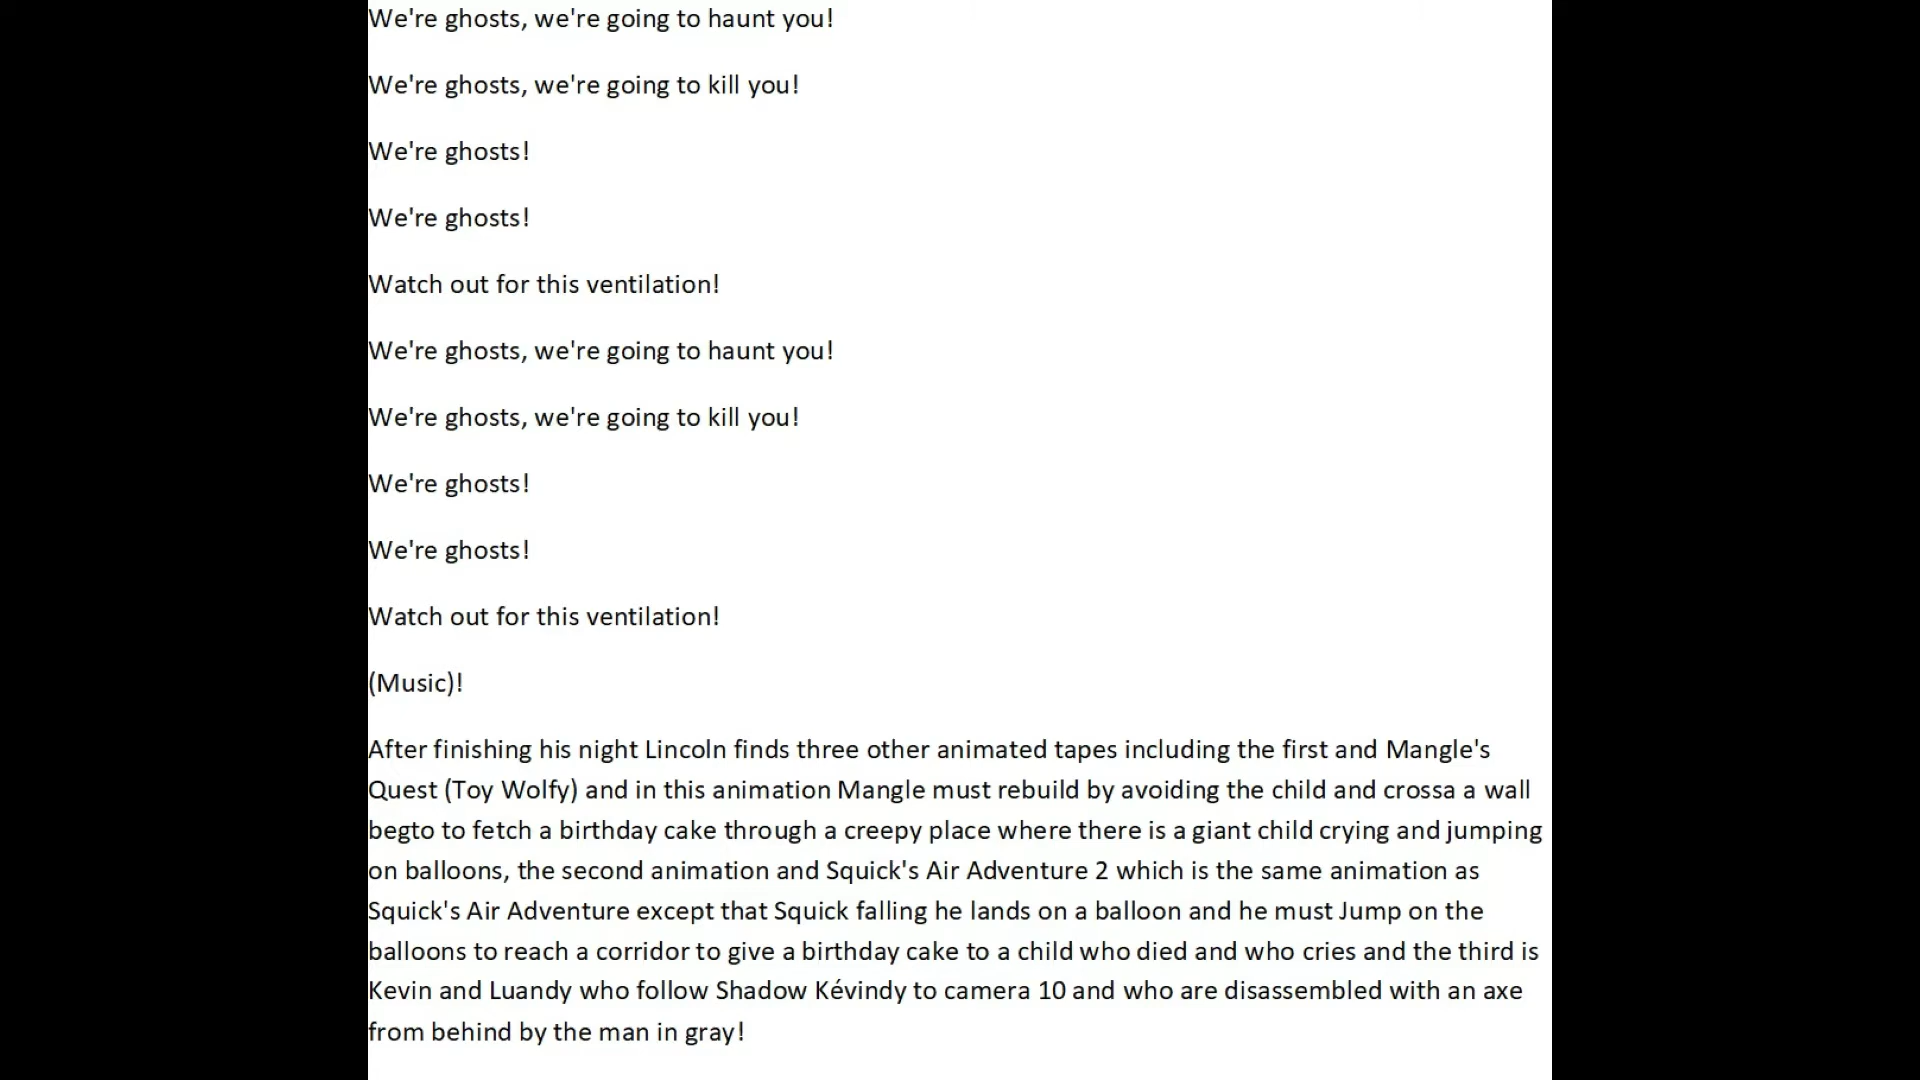 We're ghosts, we're going to haunt you!
We're ghosts, we're going to kill you!
We're ghosts!
We're ghosts!
Watch out for this ventilation!
We're ghosts, we're going to haunt you!
We're ghosts, we're going to kill you!
We're ghosts!
We're ghosts!
Watch out for this ventilation!
(Music)!
After finishing his night Lincoln finds three other animated tapes including the first and Mangle's
Quest (Toy Wolfy) and in this animation Mangle must rebuild by avoiding the child and crossa a wall
begto to fetch a birthday cake through a creepy place where there is a giant child crying and jumping
on balloons, the second animation and Squick's Air Adventure 2 which is the same animation as
Squick's Air Adventure except that Squick falling he lands on a balloon and he must Jump on the
balloons to reach a corridor to give a birthday cake to a child who died and who cries and the third is
Kevin and Luandy who follow Shadow Kévindy to camera 10 and who are disassembled with an axe
from behind by the man in gray!